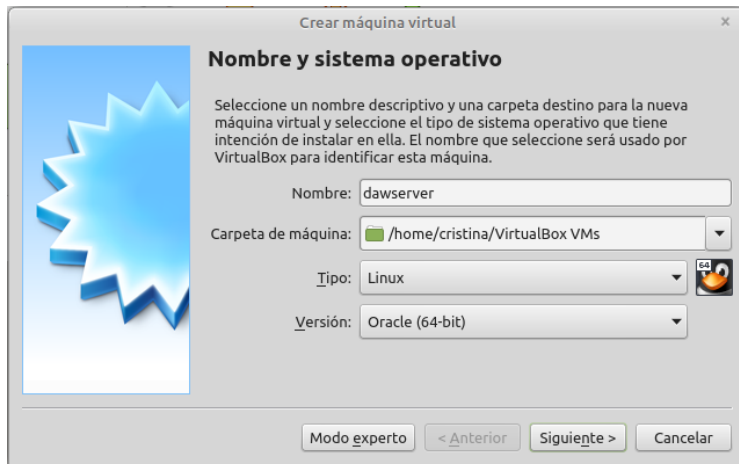 Crear máquina virtual
Nombre y sistema operativo
Seleccione un nombre descriptivo y una carpeta destino para la nueva
máquina virtual y seleccione el tipo de sistema operativo que tiene
intención de instalar en ella. El nombre que seleccione será usado por
VirtualBox para identificar esta máquina.
Nombre: dawserver
Carpeta de máquina: /home/cristina/VirtualBox VMs
Tipo: Linux
64
Versión: Oracle (64-bit)
Modo experto < Anterior Siguiente > Cancelar